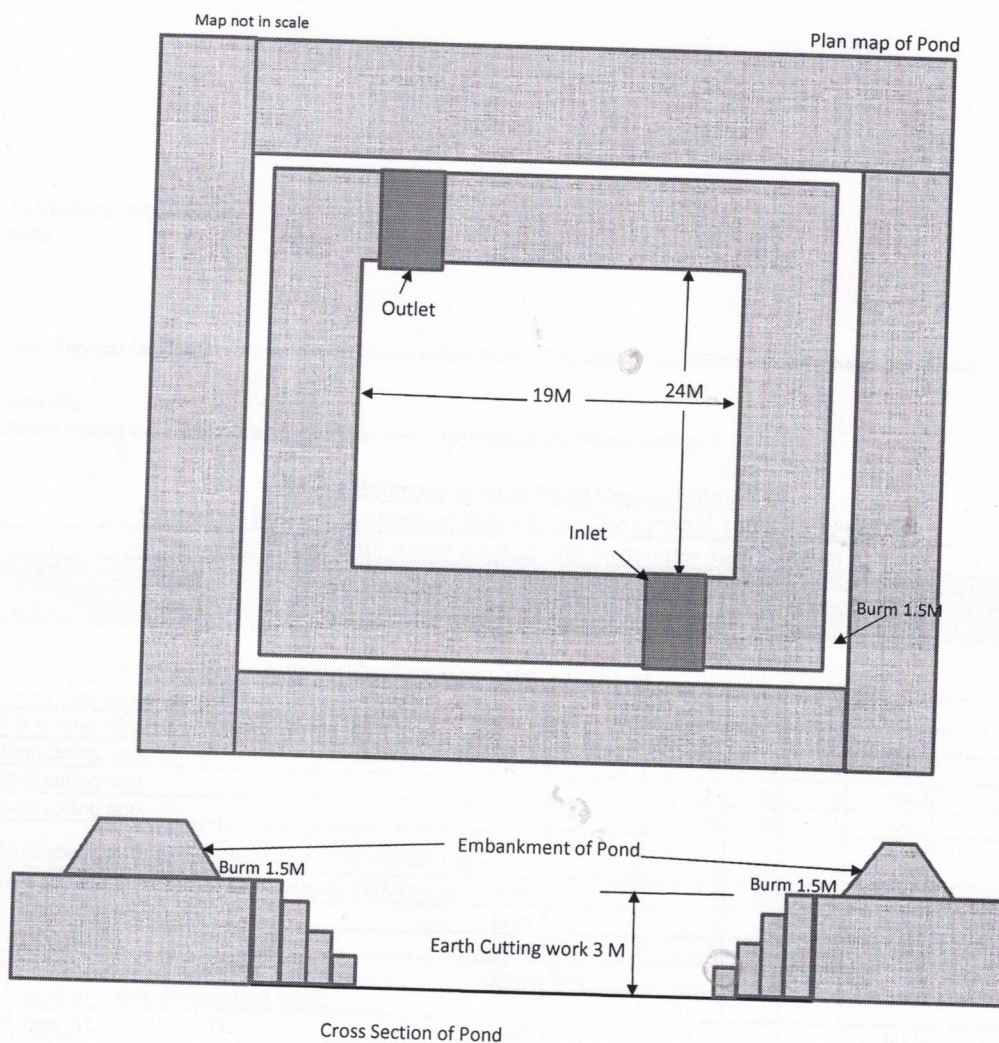 Map not in scale
Plan map of Pond
Outlet
19M
24M
Inlet
Burm 1.5M
Embankment of Pond
Burm 1.5M
Burm 1.5M
Earth Cutting work 3 M
Cross Section of Pond